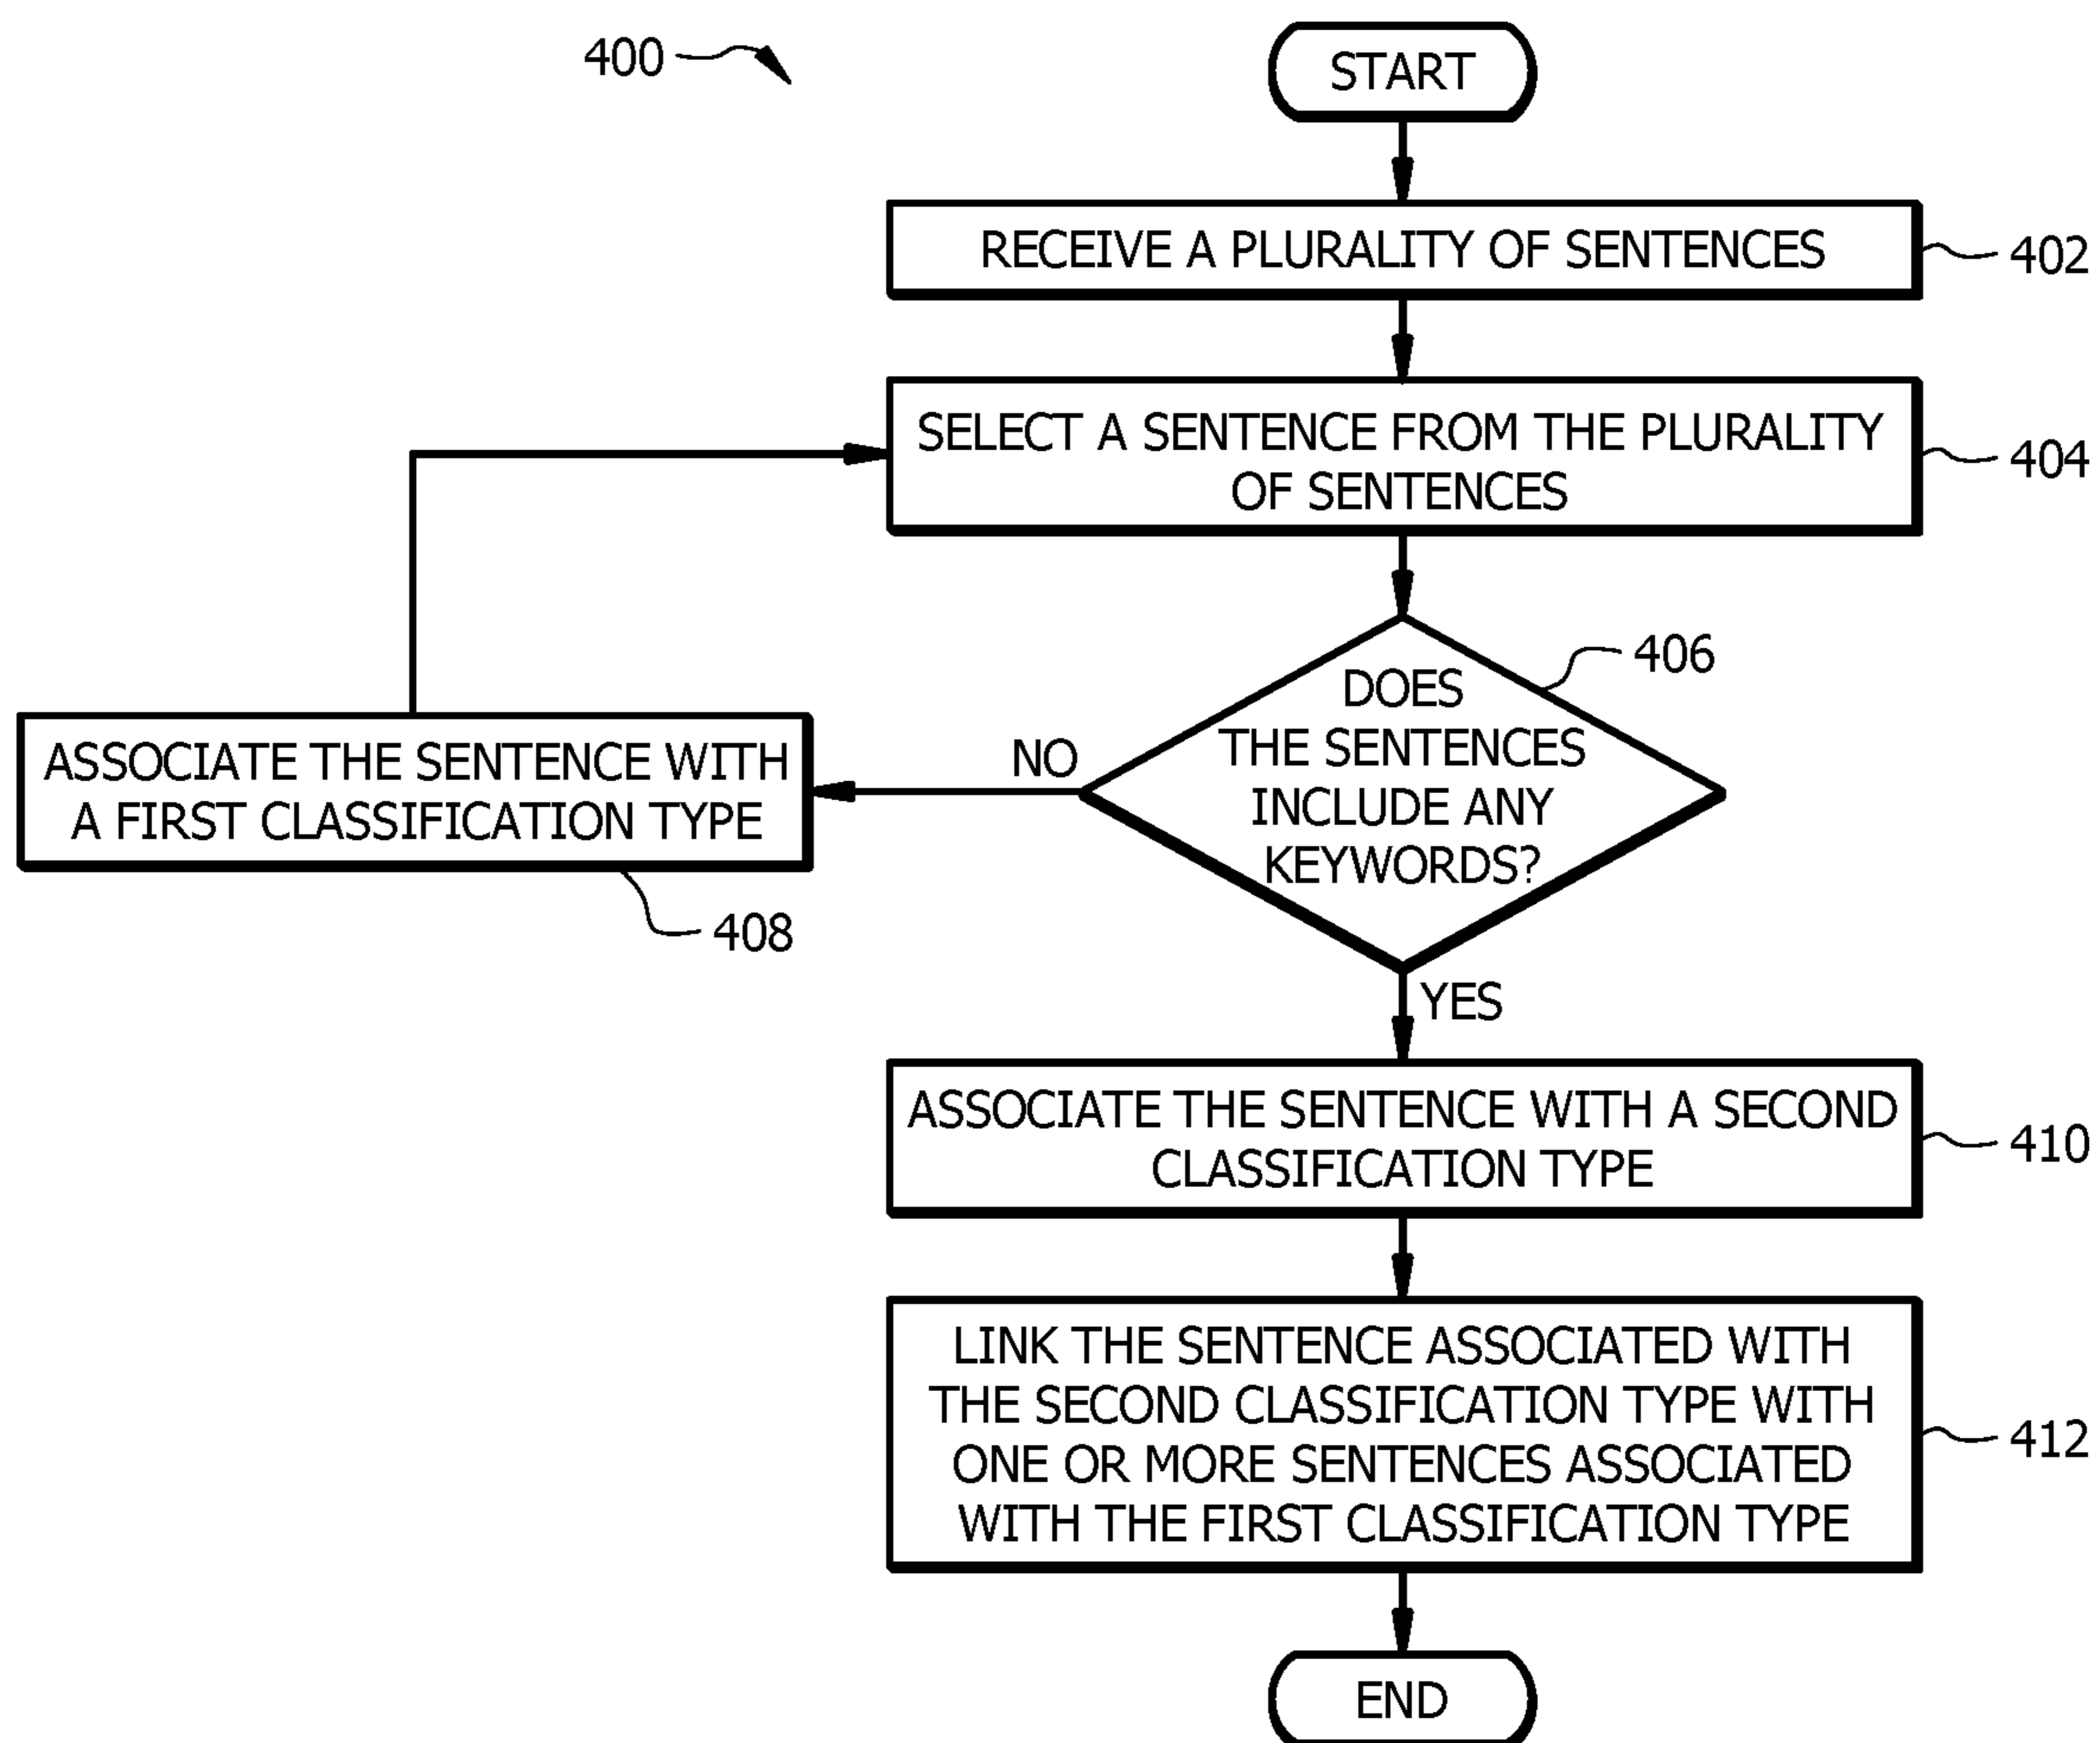 400
START
RECEIVE A PLURALITY OF SENTENCES
402
SELECT A SENTENCE FROM THE PLURALITY
OF SENTENCES
404
406
DOES
THE SENTENCES
INCLUDE ANY
KEYWORDS?
NO
ASSOCIATE THE SENTENCE WITH
A FIRST CLASSIFICATION TYPE
408
YES
ASSOCIATE THE SENTENCE WITH A SECOND
CLASSIFICATION TYPE
410
LINK THE SENTENCE ASSOCIATED WITH
THE SECOND CLASSIFICATION TYPE WITH
ONE OR MORE SENTENCES ASSOCIATED
WITH THE FIRST CLASSIFICATION TYPE
412
END